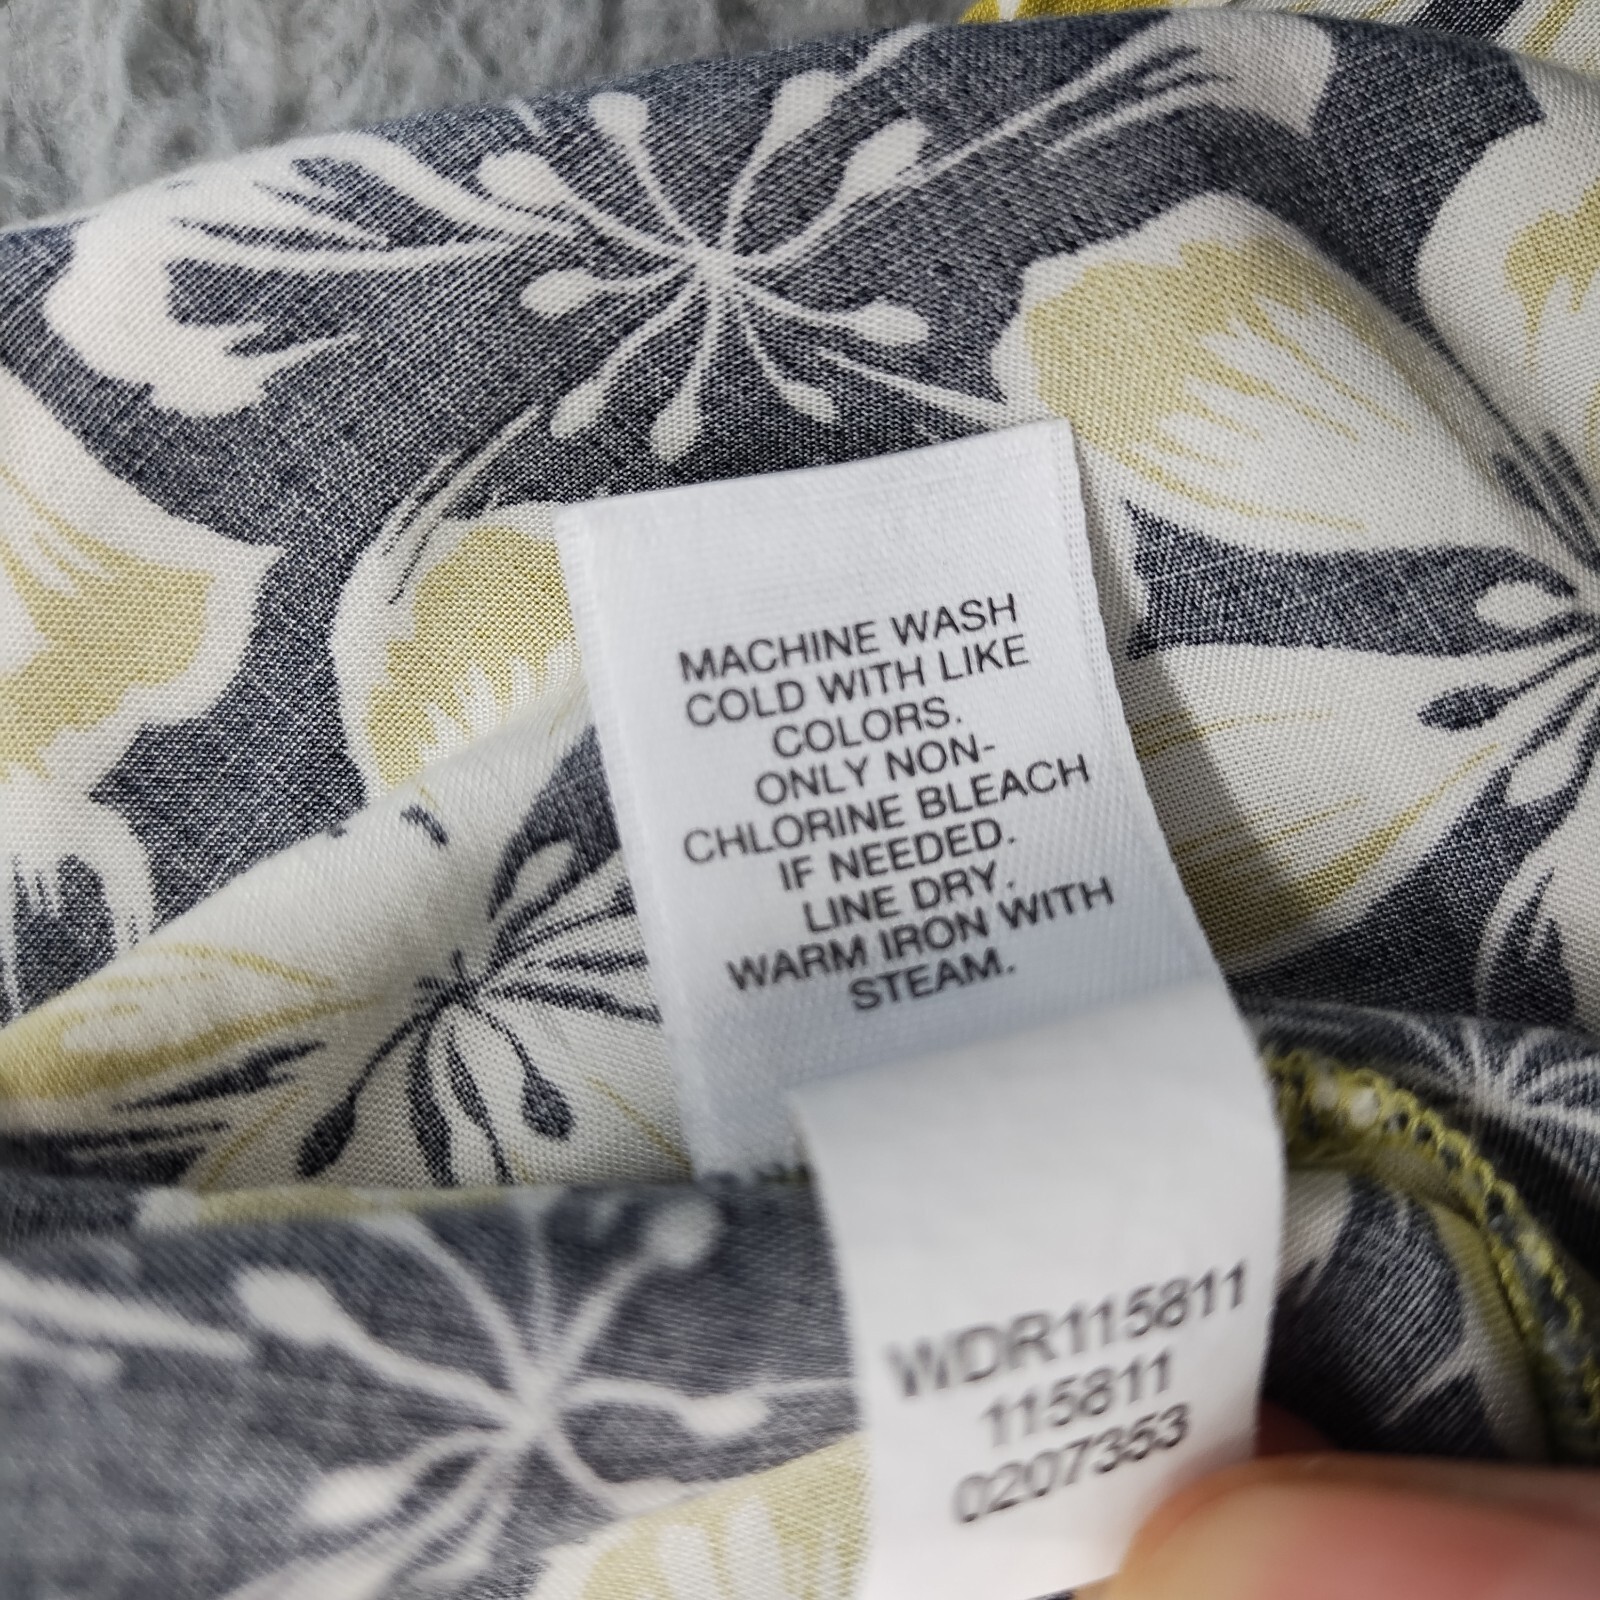 MACHINE WASH
COLD WITH LIKE
COLORS.
ONLY NON-
CHLORINE BLEACH
IF NEEDED.
LINE DRY.
WARM IRON WITH
STEAM.
WDR115811
115811
0207353